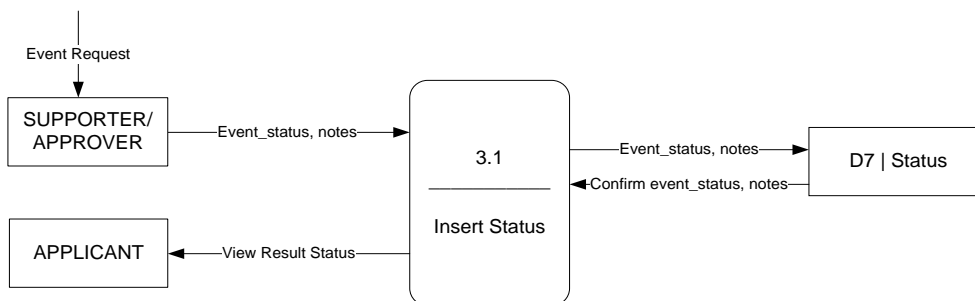 Event Request
SUPPORTER/
APPROVER
Event_status, notes
3.1
Insert Status
Event_status, notes
Confirm event_status, notes
D7 | Status
APPLICANT
View Result Status